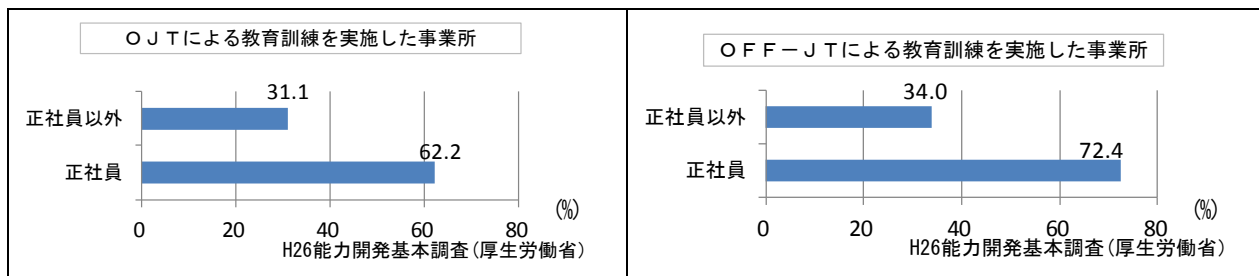 ＯＪＴによる教育訓練を実施した事業所
31.1
正社員以外
62.2
正社員
0 20 40 60 80
(%)
H26能力開発基本調査(厚生労働省)
ＯＦＦ－ＪＴによる教育訓練を実施した事業所
34.0
正社員以外
72.4
正社員
0 20 40 60 80
(%)
H26能力開発基本調査(厚生労働省)